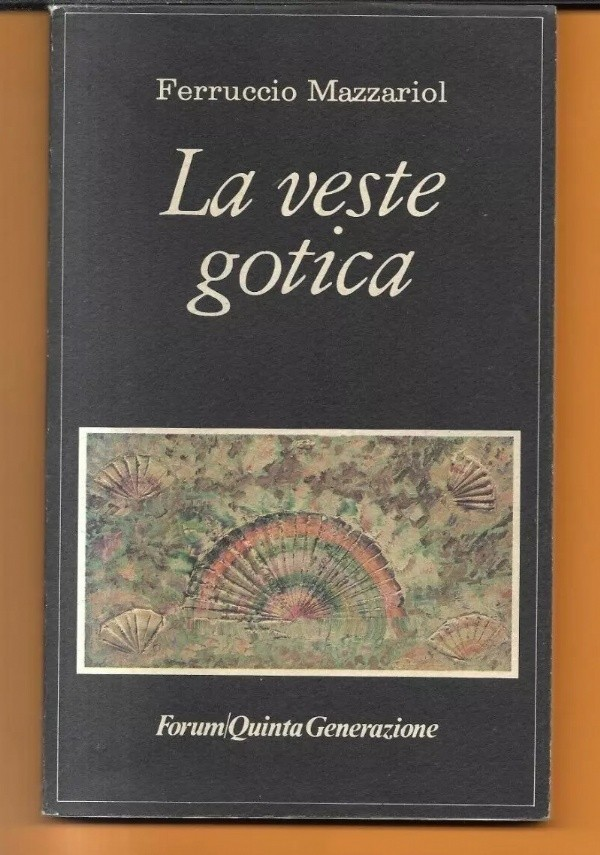 Ferruccio Mazzariol
La veste
gotica
Forum/Quinta Generazione